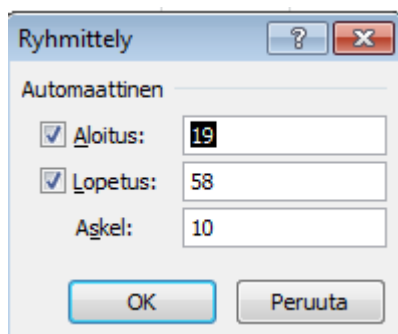 Ryhmittely
Automaattinen
Aloitus: 19
Lopetus: 58
Askel: 10
OK Peruuta